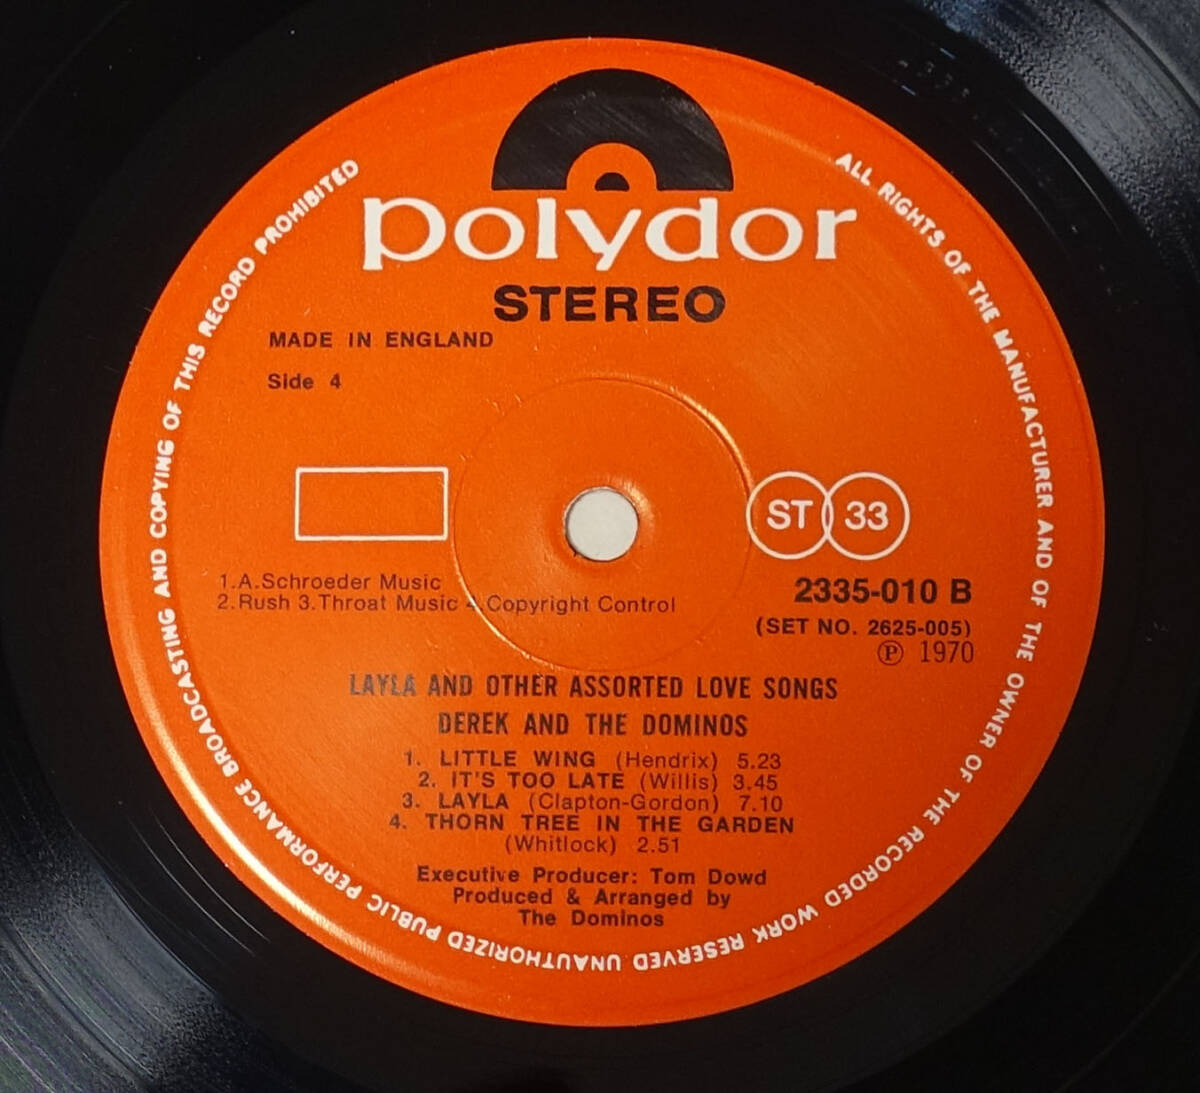 polydor
STEREO
MADE IN ENGLAND
Side 4
ST 33
1.A.Schroeder Music
2.Rush 3.Throat Music 4.Copyright Control
2335-010 B
(SET NO. 2625-005)
℗ 1970
LAYLA AND OTHER ASSORTED LOVE SONGS
DEREK AND THE DOMINOS
1. LITTLE WING (Hendrix) 5.23
2. IT'S TOO LATE (Willis) 3.45
3. LAYLA (Clapton-Gordon) 7.10
4. THORN TREE IN THE GARDEN
(Whitlock) 2.51
Executive Producer: Tom Dowd
Produced & Arranged by
The Dominos
ALL RIGHTS OF THE MANUFACTURER AND OF THE OWNER OF THE RECORDED WORK RESERVED UNAUTHORIZED PUBLIC PERFORMANCE BROADCASTING AND COPYING OF THIS RECORD PROHIBITED